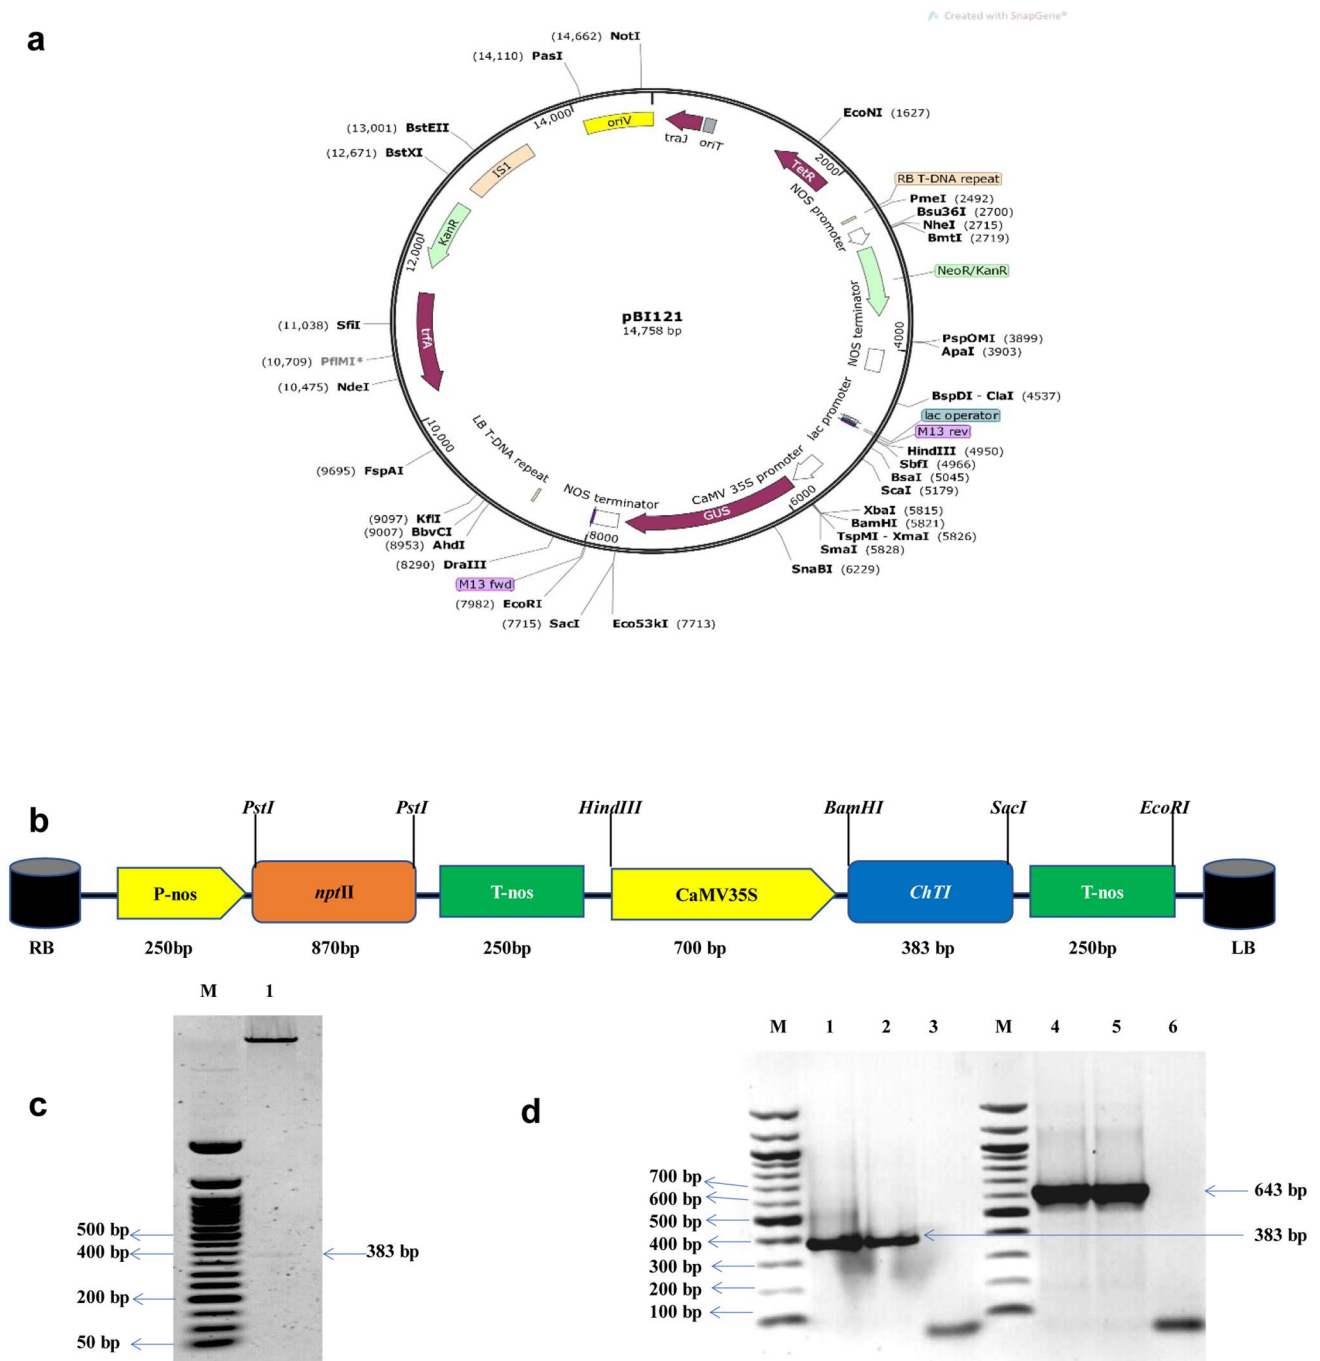 Created with SnapGene®
a
(14,662) NotI
(14,110) PasI
(13,001) BstEII
(12,671) BstXI
EcoNI (1627)
14,000
oriV
traJ
oriT
TetR
2000
IS1
KanR
12,000
RB T-DNA repeat
NOS promoter
PmeI (2492)
Bsu36I (2700)
NheI (2715)
BmtI (2719)
NeoR/KanR
pBI121
14,758 bp
(11,038) SfiI
(10,709) PflMI*
(10,475) NdeI
trfA
NOS terminator
4000
PspOMI (3899)
ApaI (3903)
BspDI - ClaI (4537)
lac operator
M13 rev
lac promoter
HindIII (4950)
SbfI (4966)
BsaI (5045)
ScaI (5179)
10,000
LB T-DNA repeat
(9695) FspAI
NOS terminator
CaMV 35S promoter
GUS
6000
XbaI (5815)
BamHI (5821)
TspMI - XmaI (5826)
SmaI (5828)
SnaBI (6229)
(9097) KflI
(9007) BbvCI
(8953) AhdI
(8290) DraIII
8000
M13 fwd
(7982) EcoRI
(7715) SacI
Eco53kI (7713)
b
PstI PstI HindIII BamHI SacI EcoRI
P-nos nptII T-nos CaMV35S ChTI T-nos
RB 250bp 870bp 250bp 700 bp 383 bp 250bp LB
c
M 1
500 bp
400 bp
383 bp
200 bp
50 bp
d
M 1 2 3 M 4 5 6
700 bp
600 bp
500 bp
400 bp
300 bp
200 bp
100 bp
643 bp
383 bp